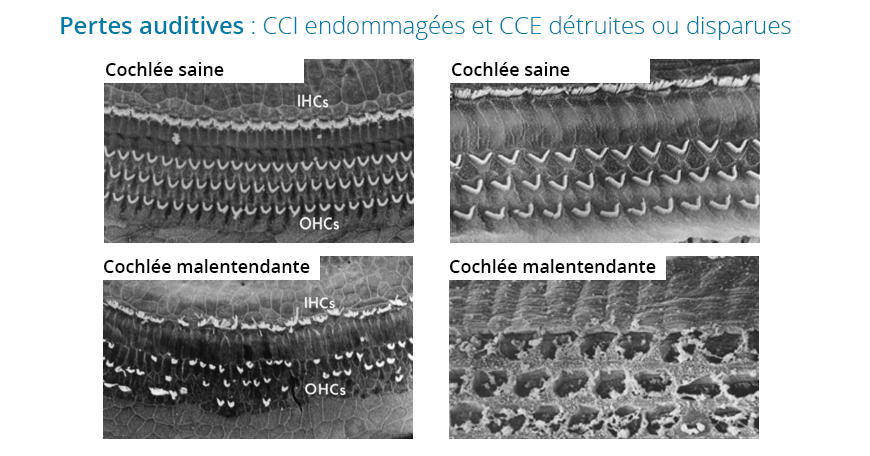 Pertes auditives : CCI endommagées et CCE détruites ou disparues
Cochlée saine
IHCs
OHCs
Cochlée saine
Cochlée malentendante
IHCs
OHCs
Cochlée malentendante